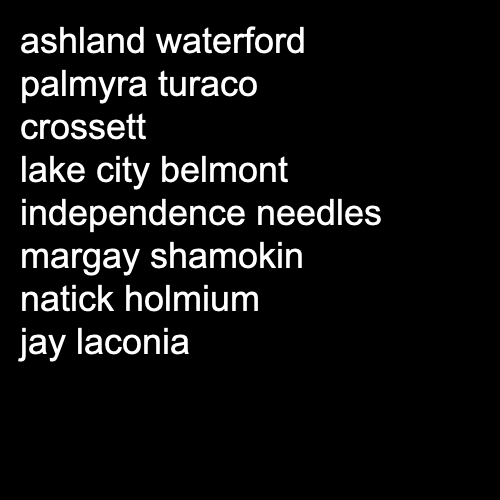 ashland waterford
palmyra turaco
crossett
lake city belmont
independence needles
margay shamokin
natick holmium
jay laconia